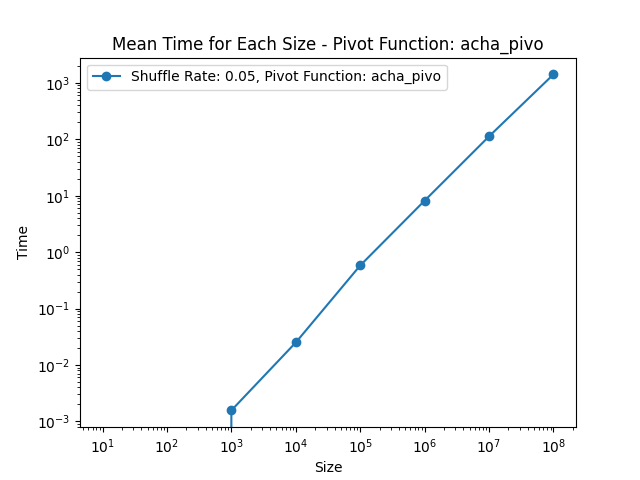 Mean Time for Each Size - Pivot Function: acha_pivo
Shuffle Rate: 0.05, Pivot Function: acha_pivo
Time
10³
10²
10¹
10⁰
10⁻¹
10⁻²
10⁻³
10¹ 10² 10³ 10⁴ 10⁵ 10⁶ 10⁷ 10⁸
Size